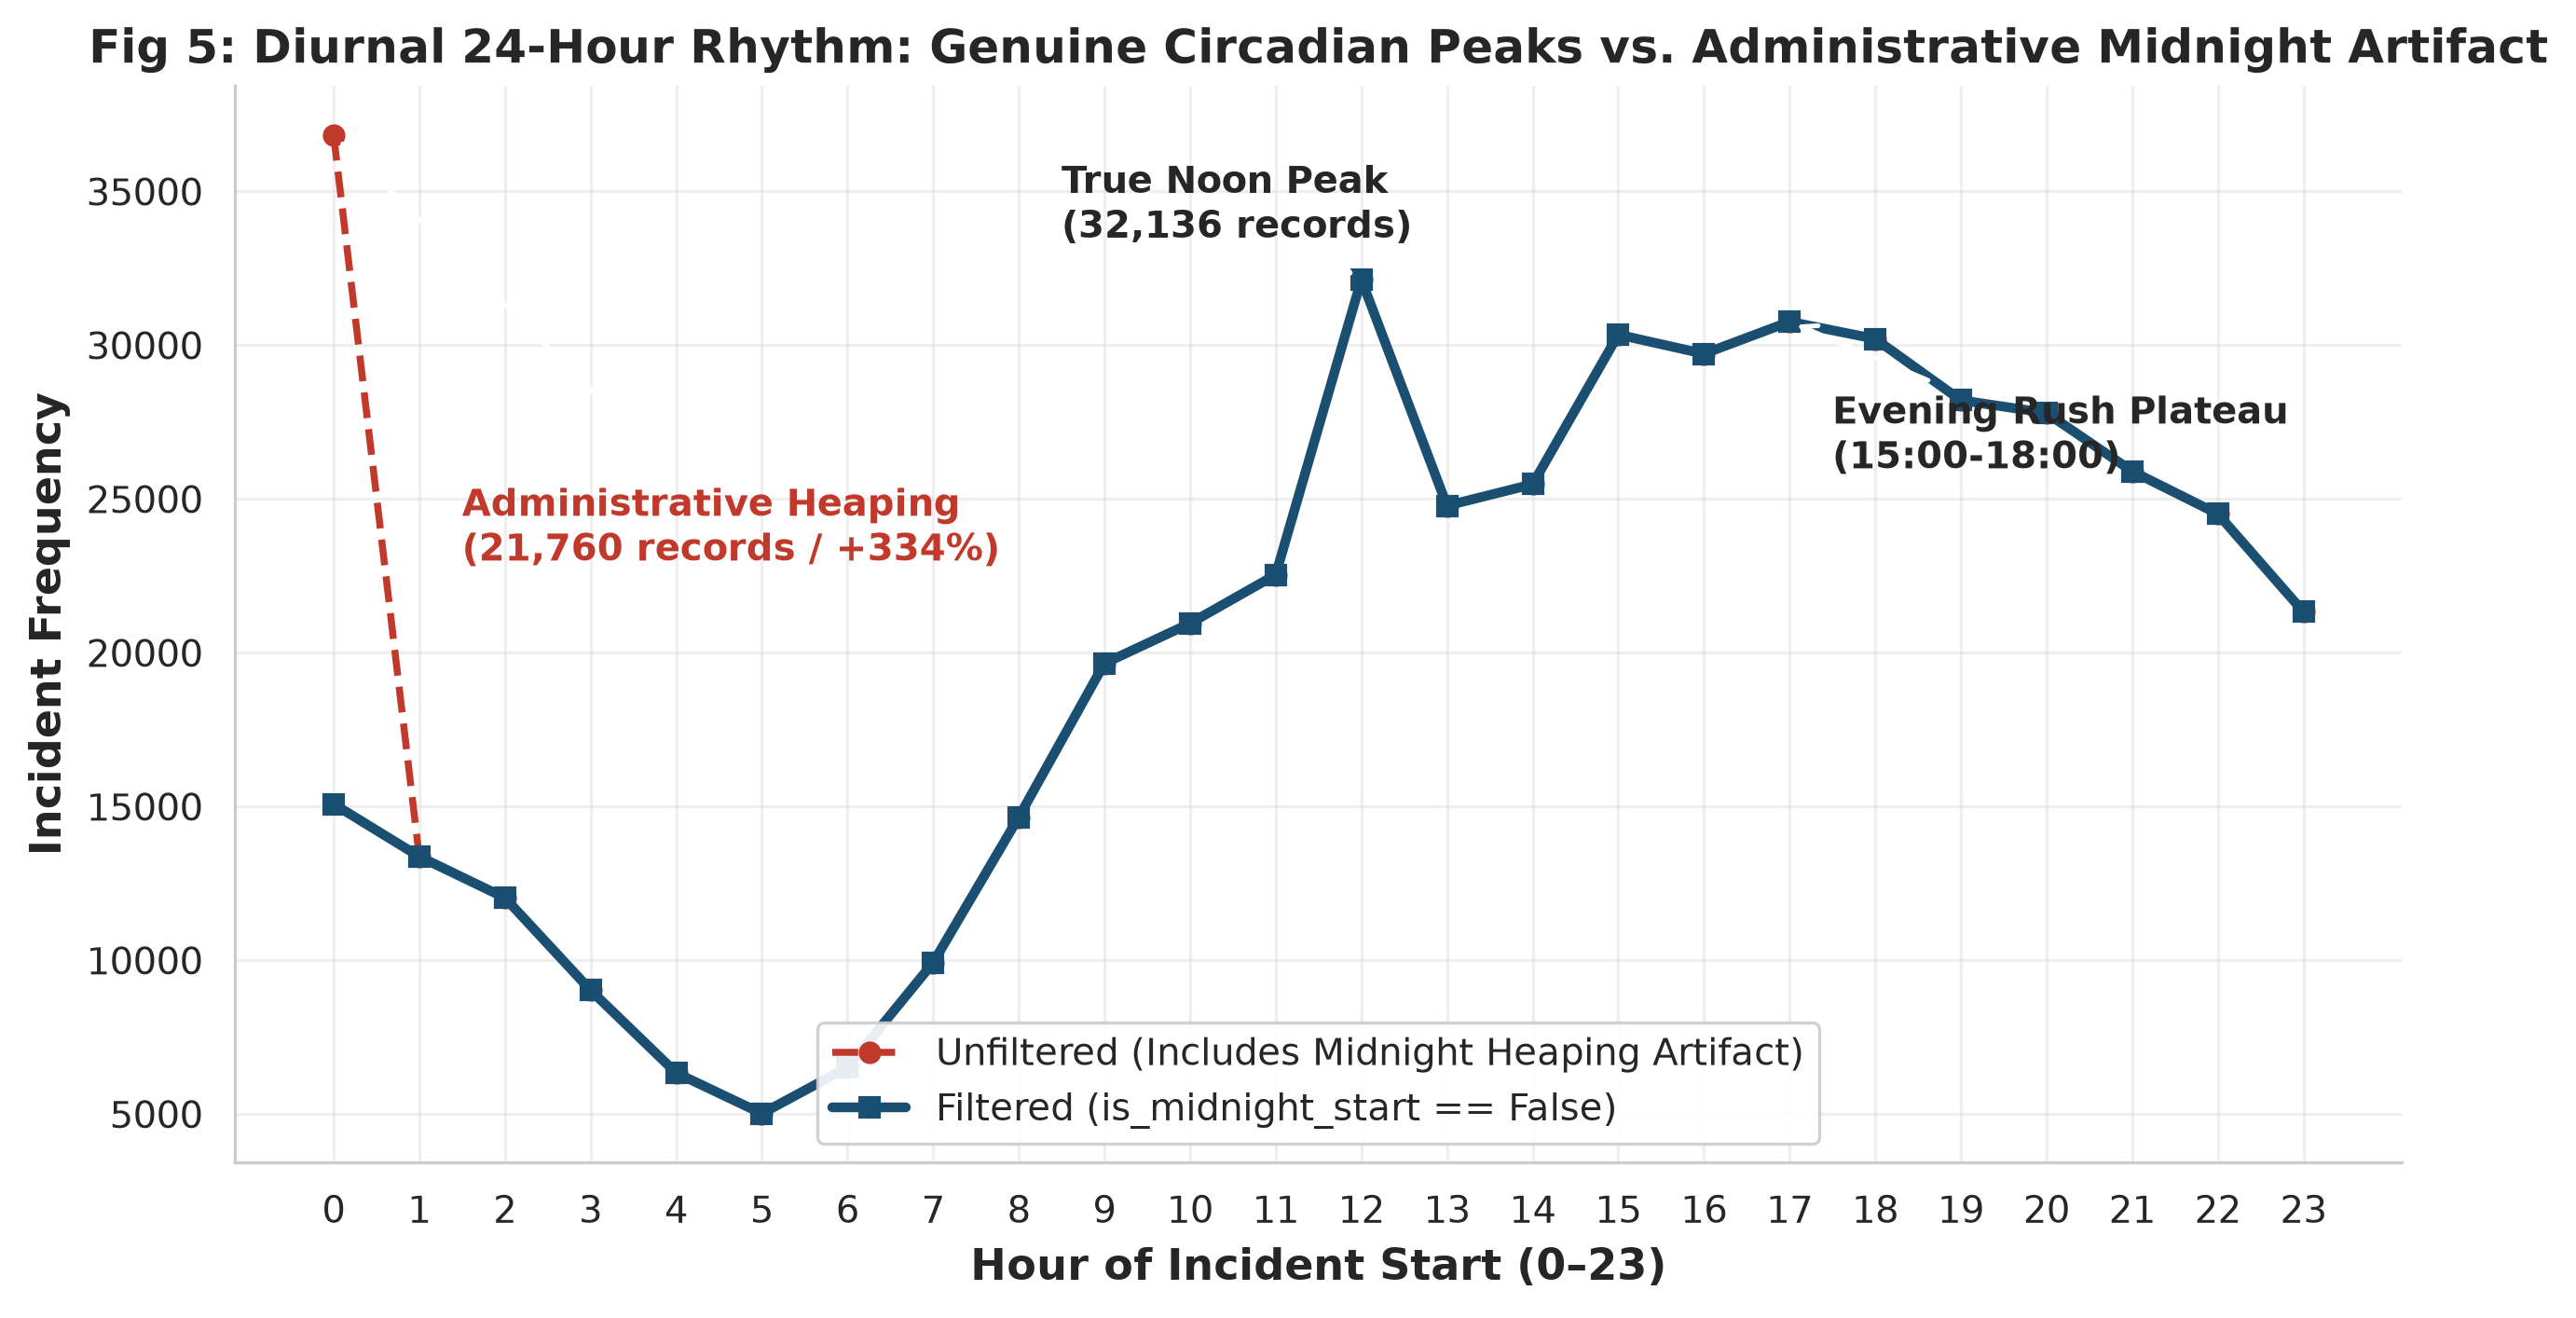 Fig 5: Diurnal 24-Hour Rhythm: Genuine Circadian Peaks vs. Administrative Midnight Artifact
Incident Frequency
35000
30000
25000
20000
15000
10000
5000
True Noon Peak
(32,136 records)
Evening Rush Plateau
(15:00-18:00)
Administrative Heaping
(21,760 records / +334%)
Unfiltered (Includes Midnight Heaping Artifact)
Filtered (is_midnight_start == False)
0 1 2 3 4 5 6 7 8 9 10 11 12 13 14 15 16 17 18 19 20 21 22 23
Hour of Incident Start (0–23)